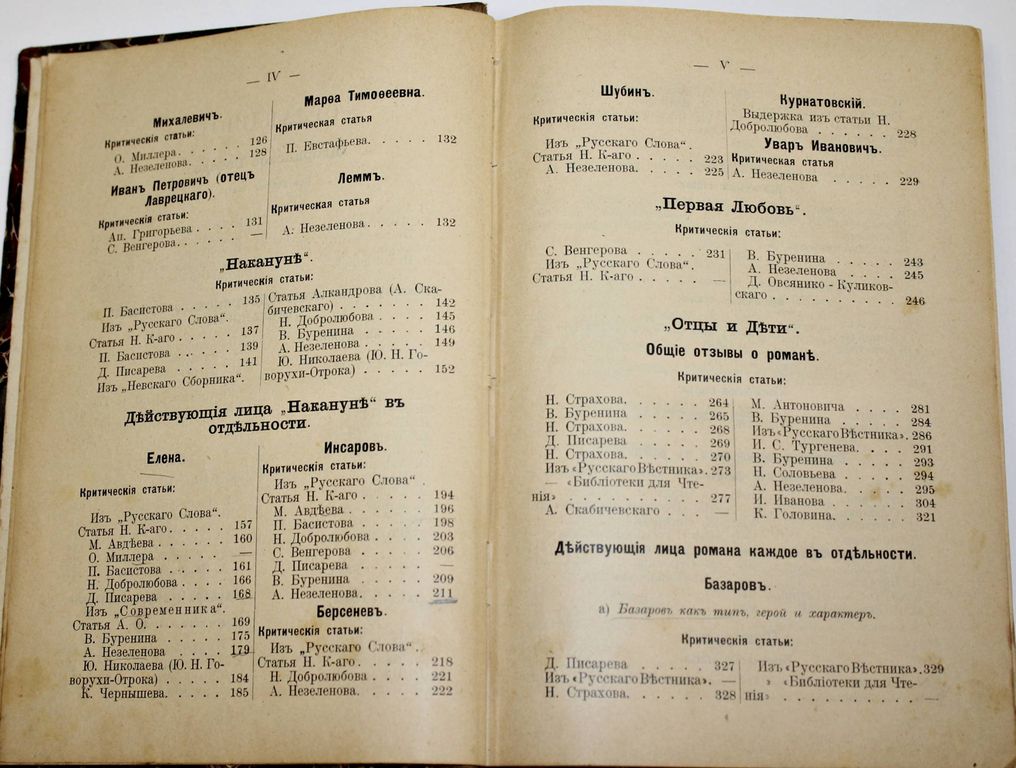 — IV —
Михалевичъ.
Критическія статьи:
О. Миллера. . . . . . 126
А. Незеленова. . . . . 128
Иванъ Петровичъ (отецъ
Лаврецкаго).
Критическія статьи:
Ап. Григорьева . . . . 131
С. Венгерова. . . . . . —
Марѳа Тимоѳеевна.
Критическая статья
П. Евстафьева. . . . . . 132
Леммъ.
Критическая статья
А. Незеленова. . . . . . 132
„Наканунѣ“.
Критическія статьи:
П. Басистова . . . . . . 135
Изъ „Русскаго Слова“.
Статья Н. К-аго . . . . 137
П. Басистова . . . . . 139
Д. Писарева . . . . . 141
Изъ „Невскаго Сборника“.
Статья Алкандрова (А. Ска-
бичевскаго) . . . . . . 142
Н. Добролюбова . . . . 145
В. Буренина . . . . . . 146
А. Незеленова . . . . . 149
Ю. Николаева (Ю. Н. Го-
ворухи-Отрока) . . . . . 152
Дѣйствующія лица „Наканунѣ“ въ
отдѣльности.
Елена.
Критическія статьи:
Изъ „Русскаго Слова“.
Статья Н. К-аго. . . . . 157
М. Авдѣева . . . . . . 160
О. Миллера . . . . . . —
П. Басистова . . . . . 161
Н. Добролюбова . . . . 166
Д. Писарева . . . . . 168
Изъ „Современника“.
Статья А. О. . . . . . . 169
В. Буренина . . . . . 175
А. Незеленова . . . . . 179
Ю. Николаева (Ю. Н. Го-
ворухи-Отрока) . . . . . 184
К. Чернышева. . . . . 185
Инсаровъ.
Критическія статьи:
Изъ „Русскаго Слова“ .
Статья Н. К-аго . . . . . 194
М. Авдѣева . . . . . . 196
П. Басистова . . . . . 198
Н. Добролюбова . . . . 203
С. Венгерова . . . . . 206
Д. Писарева . . . . . —
В. Буренина . . . . . 209
А. Незеленова . . . . . 211
Берсеневъ.
Критическія статьи:
Изъ „Русскаго Слова“. .
Статья Н. К-аго . . . . . 218
Н. Добролюбова . . . . 221
А. Незеленова. . . . . 222
— V —
Шубинъ.
Критическія статьи:
Изъ „Русскаго Слова“.
Статья Н. К-аго . . . . . 223
А. Незеленова. . . . . 225
Курнатовскій.
Выдержка изъ статьи Н.
Добролюбова . . . . . . 228
Уваръ Ивановичъ.
Критическая статья
А. Незеленова . . . . . 229
„Первая Любовь“.
Критическія статьи:
С. Венгерова . . . . . 231
Изъ „Русскаго Слова“.
Статья Н. К-аго . . . . . —
В. Буренина . . . . . 243
А. Незеленова . . . . . 245
Д. Овсянико-Куликов-
скаго . . . . . . . . . . 246
„Отцы и Дѣти“.
Общіе отзывы о романѣ.
Критическія статьи:
Н. Страхова. . . . . . 264
В. Буренина . . . . . 265
Н. Страхова. . . . . . 268
Д. Писарева . . . . . 269
Н. Страхова. . . . . . 270
Изъ «Русскаго Вѣстника». 273
— «Библіотеки для Чте-
нія» . . . . . . . . . . 277
А. Скабичевскаго . . . —
М. Антоновича . . . . 281
В. Буренина . . . . . 284
Изъ «Русскаго Вѣстника». 286
И. С. Тургенева. . . . 291
В. Буренина . . . . . 293
Н. Соловьева . . . . . 294
А. Незеленова. . . . . 295
И. Иванова . . . . . . 304
К. Головина. . . . . . 321
Дѣйствующія лица романа каждое въ отдѣльности.
Базаровъ.
а) Базаровъ какъ типъ, герой и характеръ.
Критическія статьи:
Д. Писарева . . . . . 327
Изъ «Русскаго Вѣстника». —
Н. Страхова. . . . . . 328
Изъ «Русскаго Вѣстника». 329
» «Библіотеки для Чте-
нія» . . . . . . . . . . —